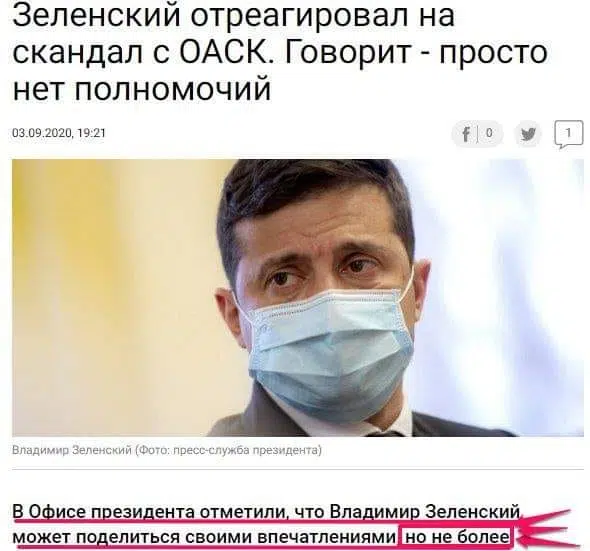 Зеленский отреагировал на
скандал с ОАСК. Говорит - просто
нет полномочий
03.09.2020, 19:21
f 0
1
Владимир Зеленский (Фото: пресс-служба президента)
В Офисе президента отметили, что Владимир Зеленский
может поделиться своими впечатлениями, но не более